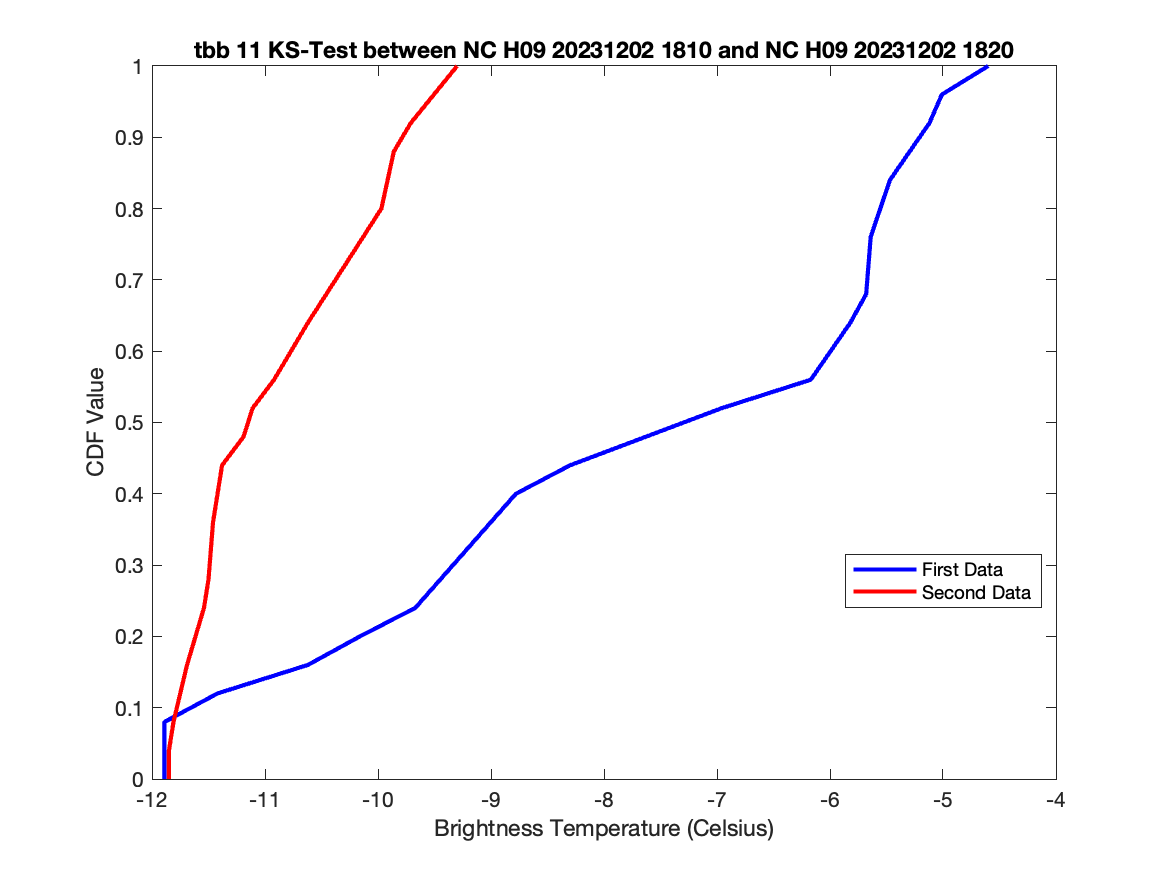 tbb 11 KS-Test between NC H09 20231202 1810 and NC H09 20231202 1820
1
0.9
0.8
0.7
0.6
0.5
0.4
0.3
0.2
0.1
0
CDF Value
First Data
Second Data
-12 -11 -10 -9 -8 -7 -6 -5 -4
Brightness Temperature (Celsius)